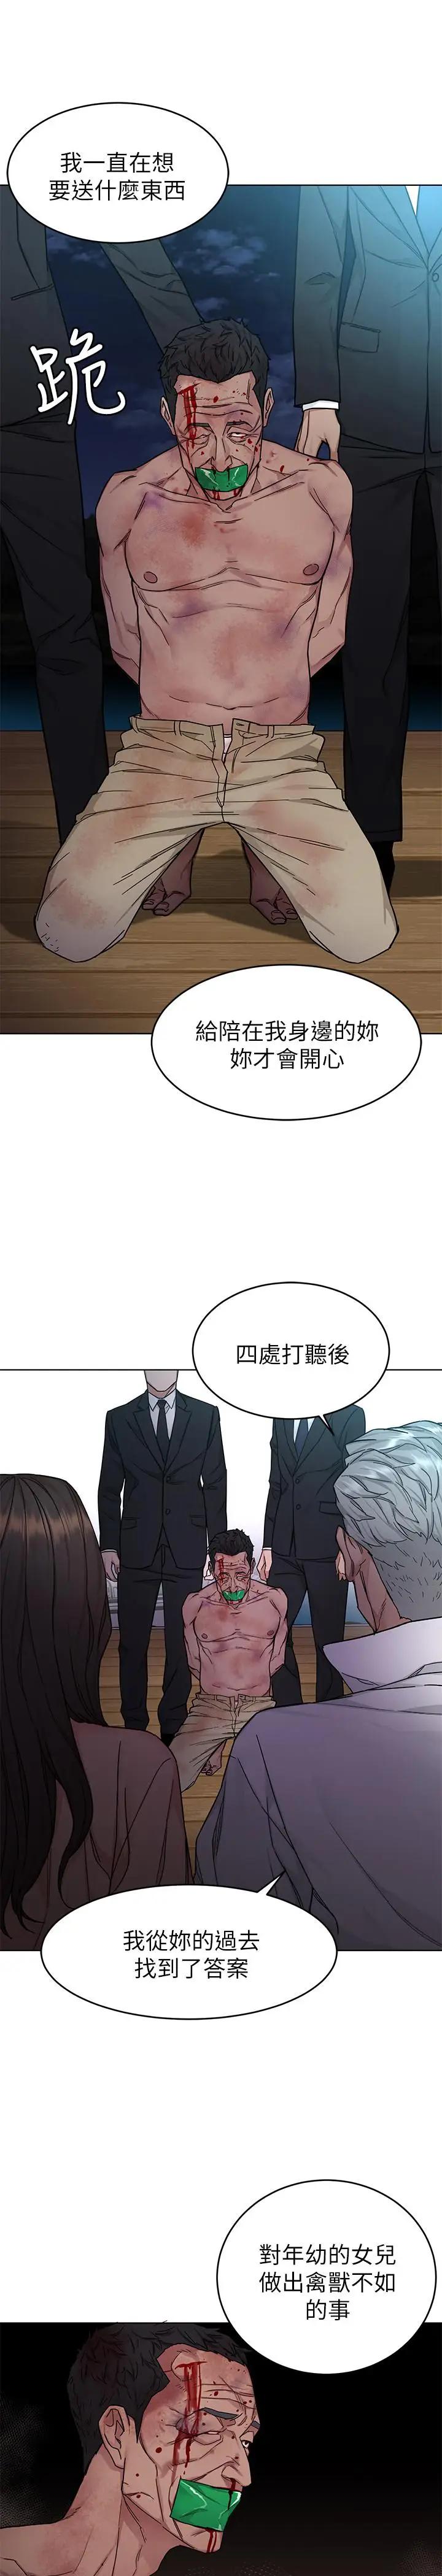 我一直在想
要送什麼東西
跪
給陪在我身邊的妳
妳才會開心
四處打聽後
我從妳的過去
找到了答案
對年幼的女兒
做出禽獸不如
的事